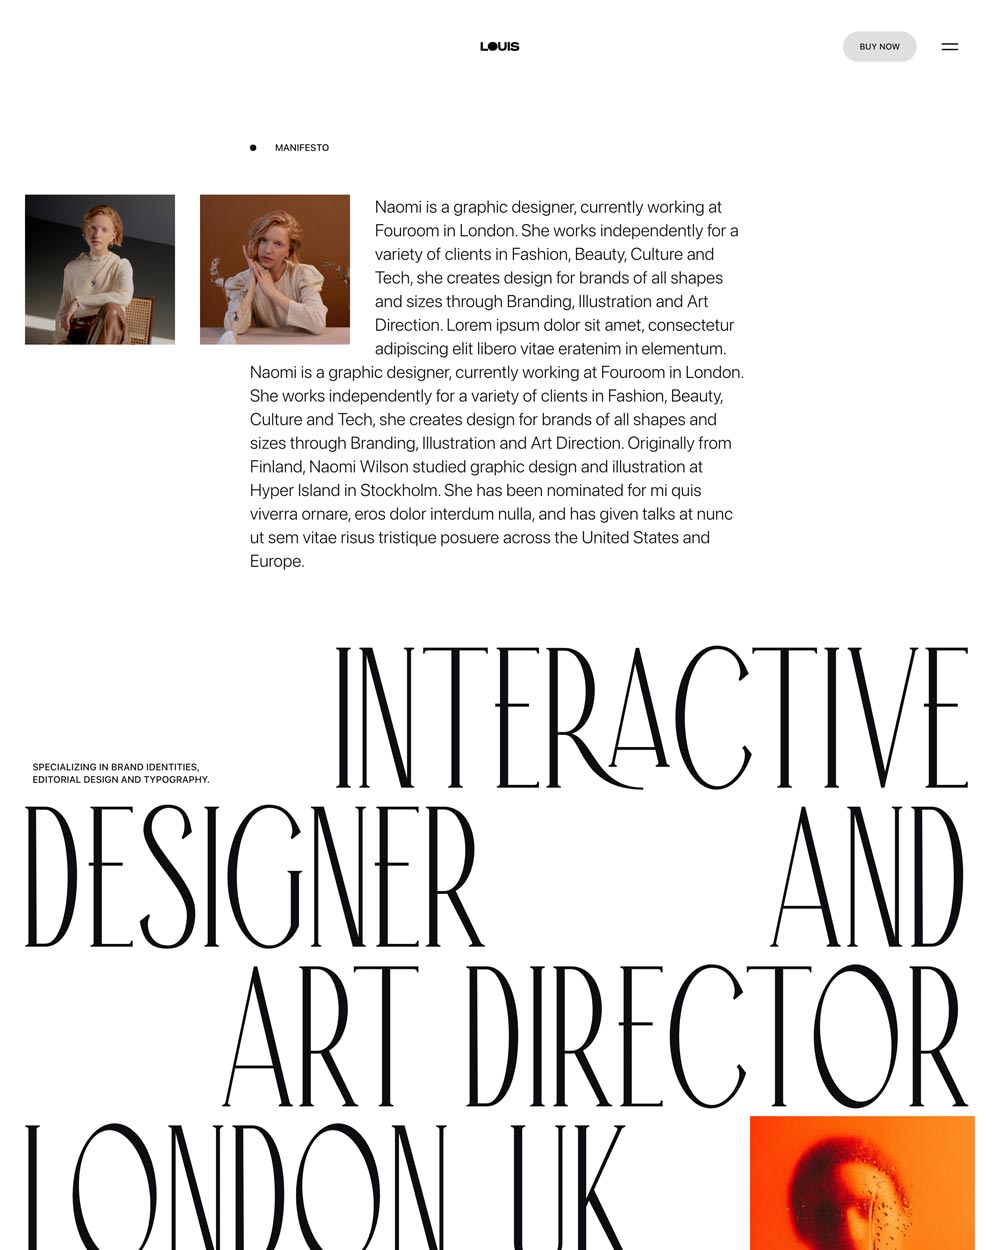 LOUIS
BUY NOW
MANIFESTO
Naomi is a graphic designer, currently working at
Fouroom in London. She works independently for a
variety of clients in Fashion, Beauty, Culture and
Tech, she creates design for brands of all shapes
and sizes through Branding, Illustration and Art
Direction. Lorem ipsum dolor sit amet, consectetur
adipiscing elit libero vitae eratenim in elementum.
Naomi is a graphic designer, currently working at Fouroom in London.
She works independently for a variety of clients in Fashion, Beauty,
Culture and Tech, she creates design for brands of all shapes and
sizes through Branding, Illustration and Art Direction. Originally from
Finland, Naomi Wilson studied graphic design and illustration at
Hyper Island in Stockholm. She has been nominated for mi quis
viverra ornare, eros dolor interdum nulla, and has given talks at nunc
ut sem vitae risus tristique posuere across the United States and
Europe.
SPECIALIZING IN BRAND IDENTITIES,
EDITORIAL DESIGN AND TYPOGRAPHY.
INTERACTIVE
DESIGNER AND
ART DIRECTOR
LONDON UK